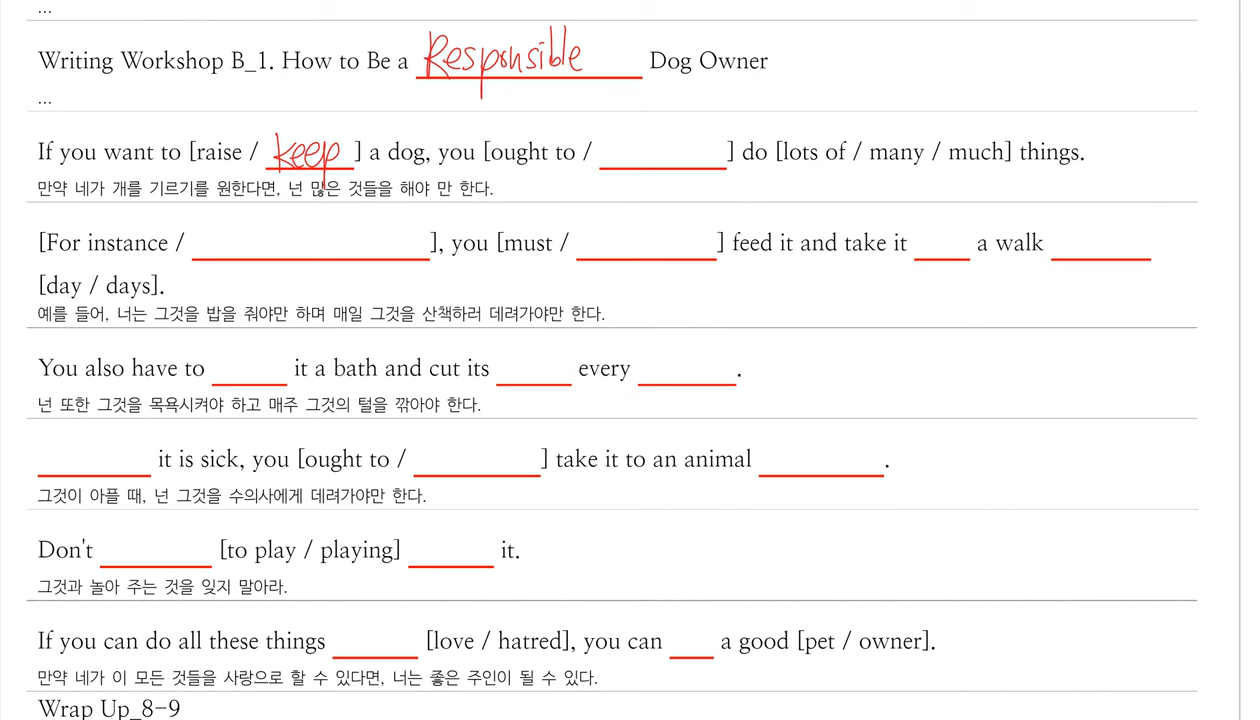 ...
Writing Workshop B_1. How to Be a Responsible Dog Owner
...
If you want to [raise / keep ] a dog, you [ought to / ] do [lots of / many / much] things.
만약 네가 개를 기르기를 원한다면, 넌 많은 것들을 해야 만 한다.
[For instance / ], you [must / ] feed it and take it a walk
[day / days].
예를 들어, 너는 그것을 밥을 줘야만 하며 매일 그것을 산책하러 데려가야만 한다.
You also have to it a bath and cut its every .
넌 또한 그것을 목욕시켜야 하고 매주 그것의 털을 깎아야 한다.
it is sick, you [ought to / ] take it to an animal .
그것이 아플 때, 넌 그것을 수의사에게 데려가야만 한다.
Don't [to play / playing] it.
그것과 놀아 주는 것을 잊지 말아라.
If you can do all these things [love / hatred], you can a good [pet / owner].
만약 네가 이 모든 것들을 사랑으로 할 수 있다면, 너는 좋은 주인이 될 수 있다.
Wrap Up_8-9